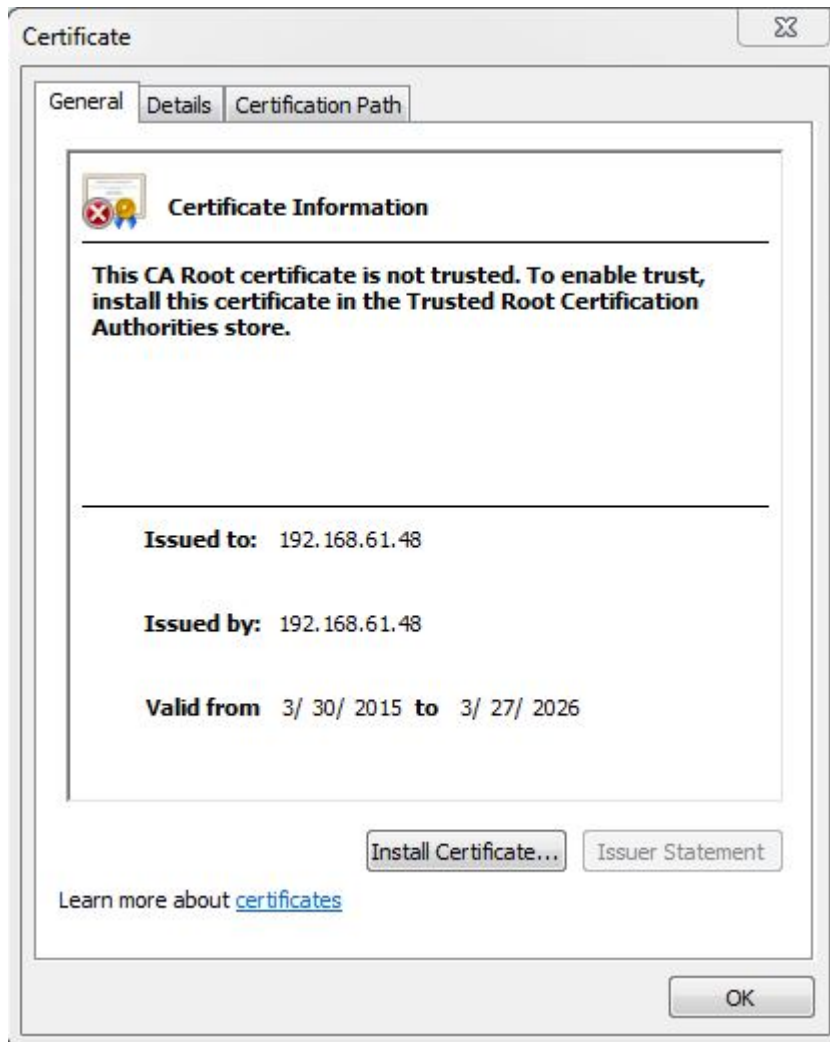 Certificate
General Details Certification Path
Certificate Information
This CA Root certificate is not trusted. To enable trust,
install this certificate in the Trusted Root Certification
Authorities store.
Issued to: 192.168.61.48
Issued by: 192.168.61.48
Valid from 3/ 30/ 2015 to 3/ 27/ 2026
Install Certificate... Issuer Statement
Learn more about certificates
OK